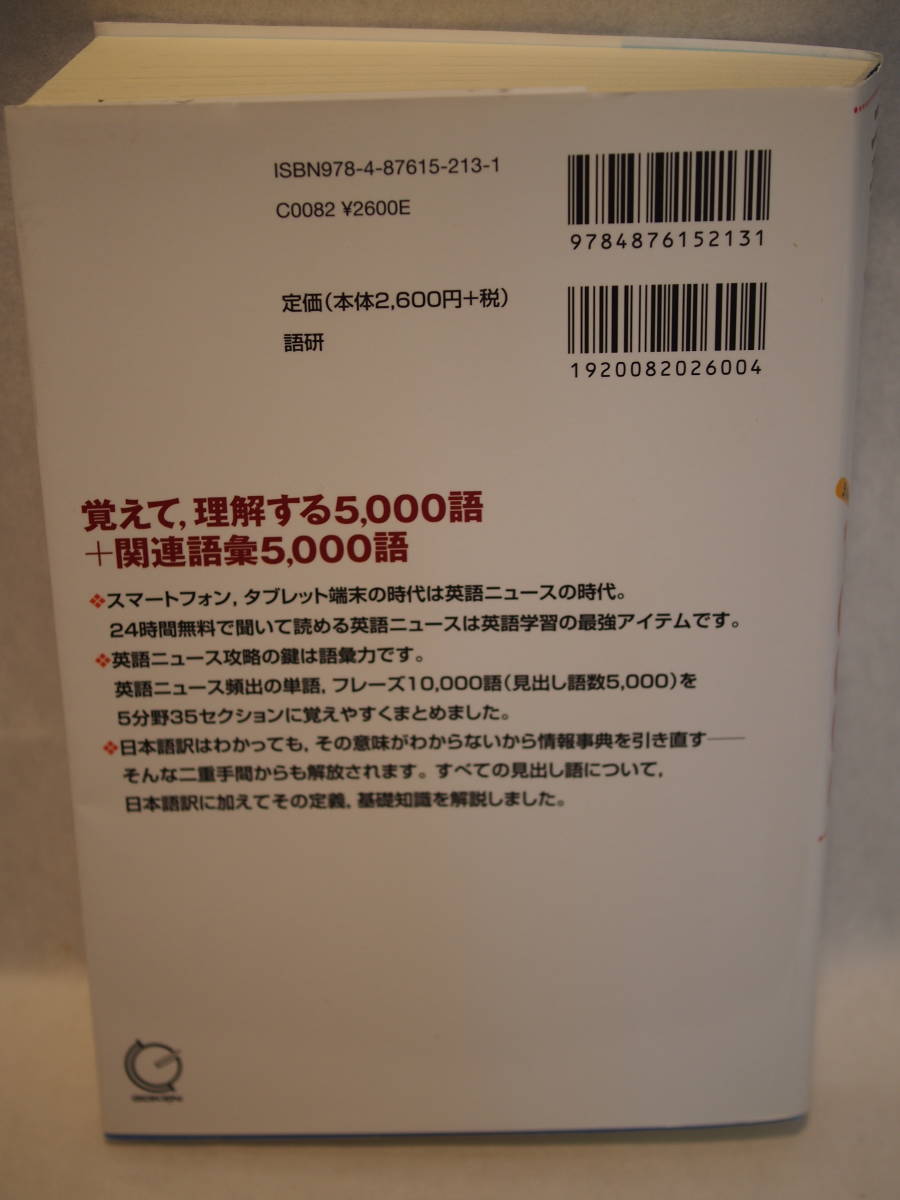 ISBN978-4-87615-213-1
C0082 ¥2600E
9784876152131
定価(本体2,600円+税)
語研
1920082026004
覚えて,理解する5,000語
+関連語彙5,000語
❖スマートフォン,タブレット端末の時代は英語ニュースの時代。
24時間無料で聞いて読める英語ニュースは英語学習の最強アイテムです。
❖英語ニュース攻略の鍵は語彙力です。
英語ニュース頻出の単語,フレーズ10,000語(見出し語数5,000)を
5分野35セクションに覚えやすくまとめました。
❖日本語訳はわかっても,その意味がわからないから情報事典を引き直す──
そんな二重手間からも解放されます。すべての見出し語について,
日本語訳に加えてその定義,基礎知識を解説しました。